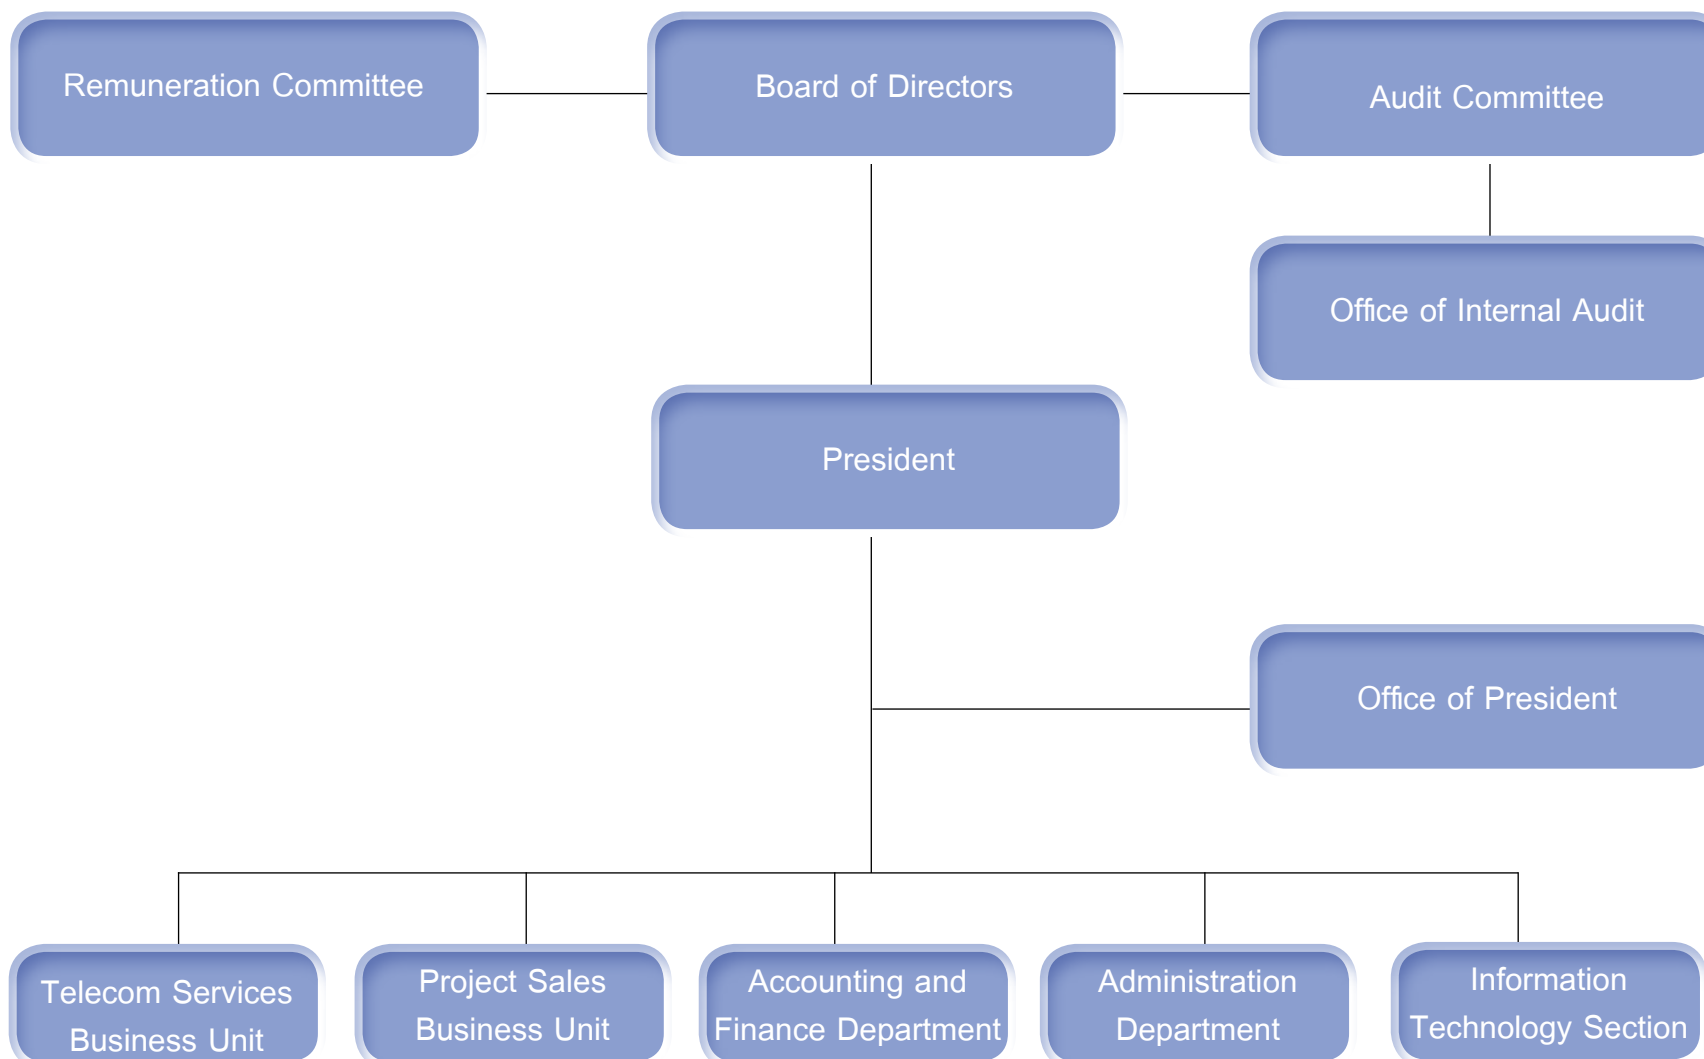 Remuneration Committee
Board of Directors
Audit Committee
Office of Internal Audit
President
Office of President
Telecom Services
Business Unit
Project Sales
Business Unit
Accounting and
Finance Department
Administration
Department
Information
Technology Section